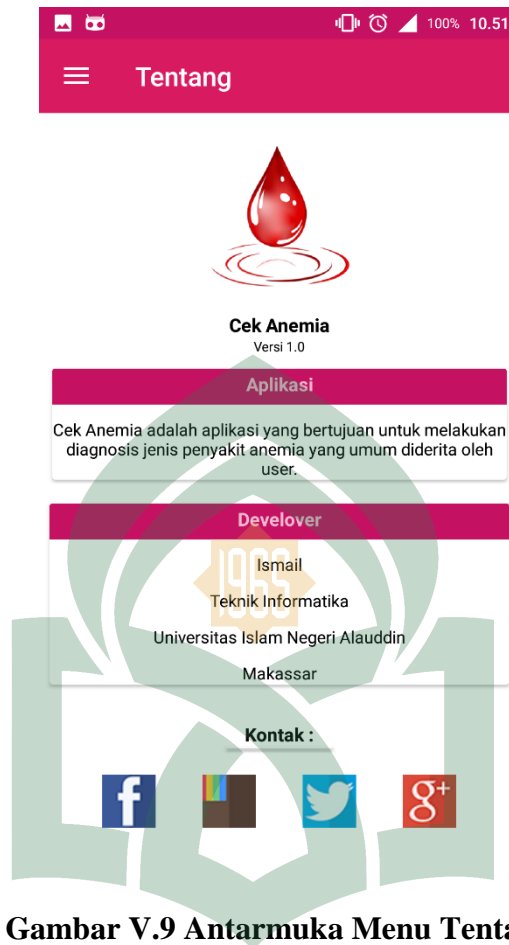 100% 10.51
Tentang
Cek Anemia
Versi 1.0
Aplikasi
Cek Anemia adalah aplikasi yang bertujuan untuk melakukan
diagnosis jenis penyakit anemia yang umum diderita oleh
user.
Develover
1965
Ismail
Teknik Informatika
Universitas Islam Negeri Alauddin
Makassar
Kontak :
f
g+
Gambar V.9 Antarmuka Menu Tenta